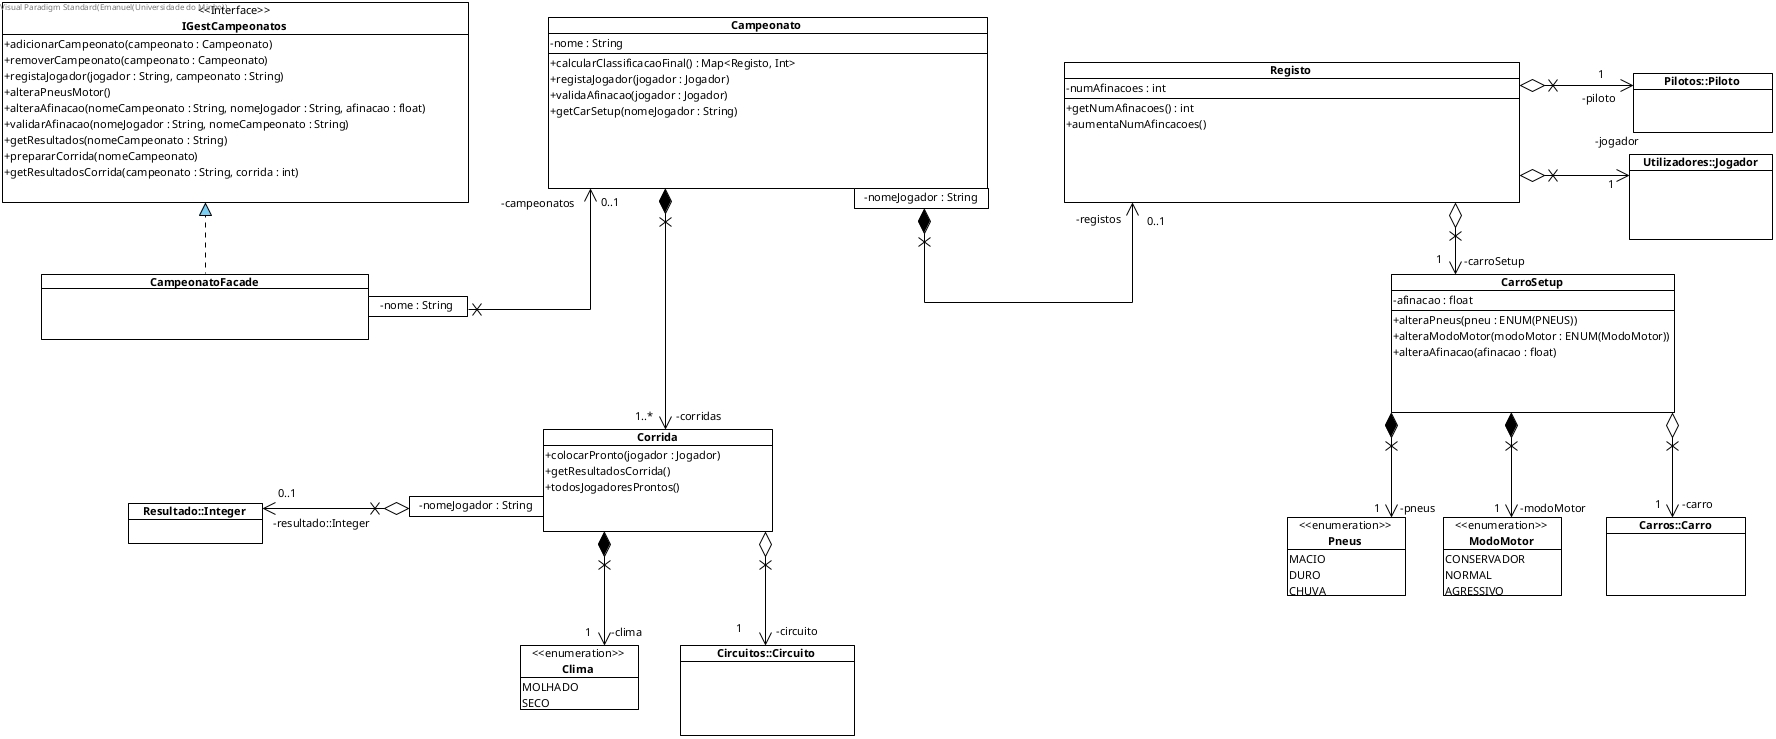 Visual Paradigm Standard(Emanuel(Universidade do Minho))
<<Interface>>
IGestCampeonatos
+adicionarCampeonato(campeonato : Campeonato)
+removerCampeonato(campeonato : Campeonato)
+registaJogador(jogador : String, campeonato : String)
+alteraPneusMotor()
+alteraAfinacao(nomeCampeonato : String, nomeJogador : String, afinacao : float)
+validarAfinacao(nomeJogador : String, nomeCampeonato : String)
+getResultados(nomeCampeonato : String)
+prepararCorrida(nomeCampeonato)
+getResultadosCorrida(campeonato : String, corrida : int)
CampeonatoFacade
-nome : String
-campeonatos
0..1
Campeonato
-nome : String
+calcularClassificacaoFinal() : Map<Registo, Int>
+registaJogador(jogador : Jogador)
+validaAfinacao(jogador : Jogador)
+getCarSetup(nomeJogador : String)
-nomeJogador : String
-registos
0..1
Registo
-numAfinacoes : int
+getNumAfinacoes() : int
+aumentaNumAfincacoes()
1
-piloto
Pilotos::Piloto
-jogador
1
Utilizadores::Jogador
1
-carroSetup
CarroSetup
-afinacao : float
+alteraPneus(pneu : ENUM(PNEUS))
+alteraModoMotor(modoMotor : ENUM(ModoMotor))
+alteraAfinacao(afinacao : float)
1..*
-corridas
Corrida
+colocarPronto(jogador : Jogador)
+getResultadosCorrida()
+todosJogadoresProntos()
-nomeJogador : String
0..1
-resultado::Integer
Resultado::Integer
1
-pneus
<<enumeration>>
Pneus
MACIO
DURO
CHUVA
1
-modoMotor
<<enumeration>>
ModoMotor
CONSERVADOR
NORMAL
AGRESSIVO
1
-carro
Carros::Carro
1
-clima
<<enumeration>>
Clima
MOLHADO
SECO
1
-circuito
Circuitos::Circuito